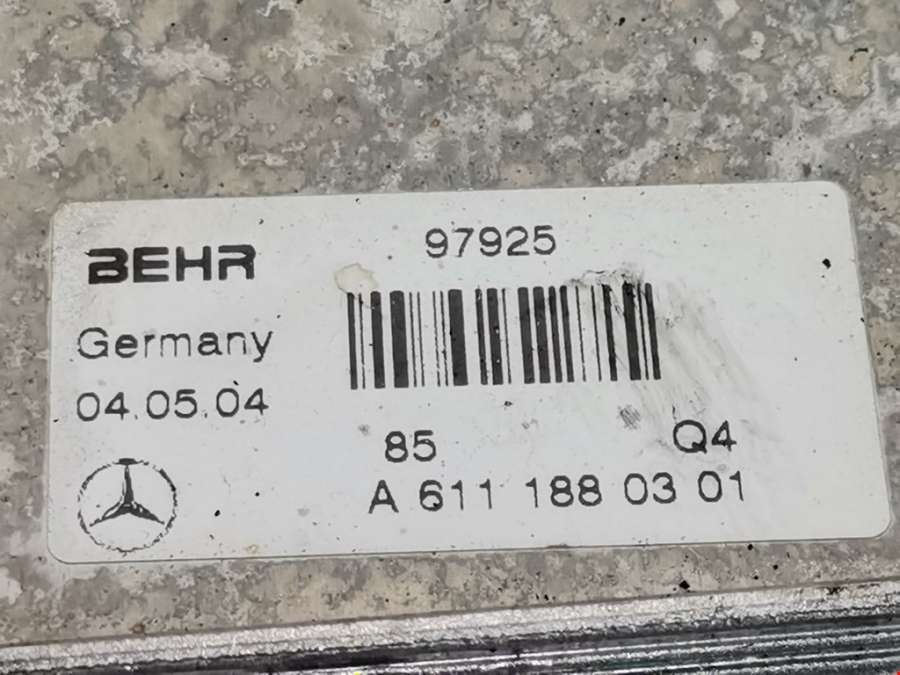 BEHR
97925
Germany
04.05.04
85
Q4
A 611 188 03 01